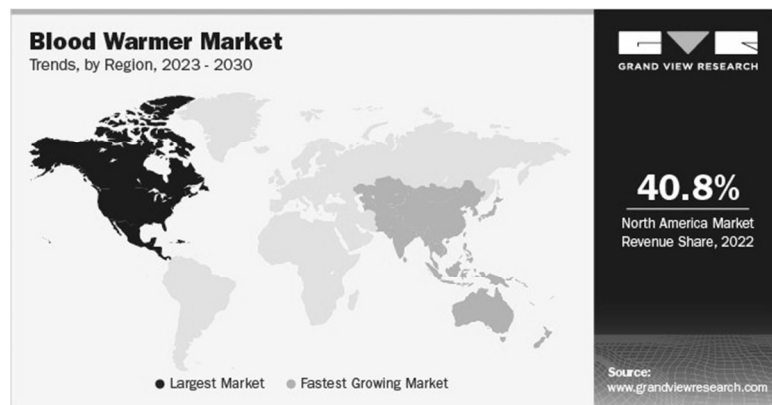 Blood Warmer Market
Trends, by Region, 2023 - 2030
GRAND VIEW RESEARCH
40.8%
North America Market
Revenue Share, 2022
Largest Market
Fastest Growing Market
Source:
www.grandviewresearch.com